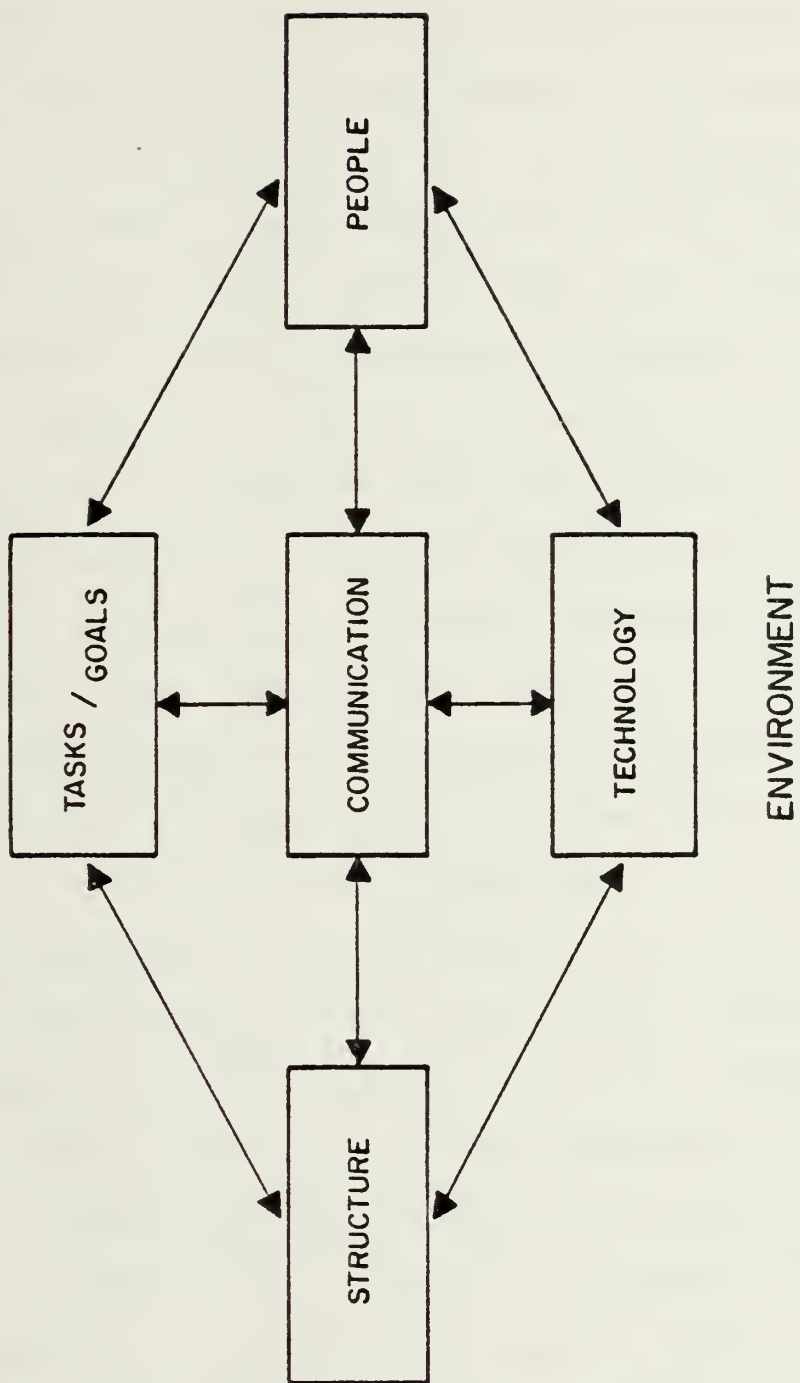 TASKS / GOALS
STRUCTURE
COMMUNICATION
PEOPLE
TECHNOLOGY
ENVIRONMENT